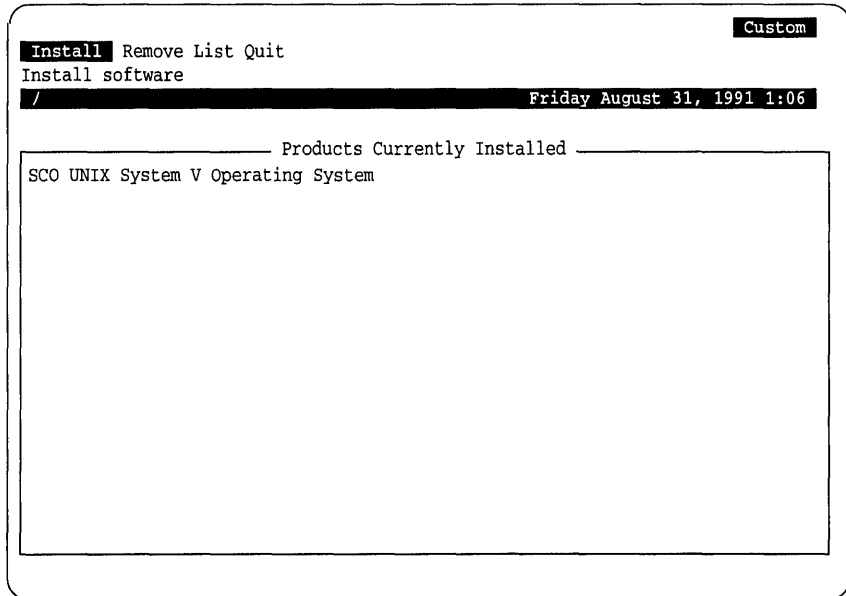 Custom
Install Remove List Quit
Install software
/ Friday August 31, 1991 1:06
Products Currently Installed
SCO UNIX System V Operating System